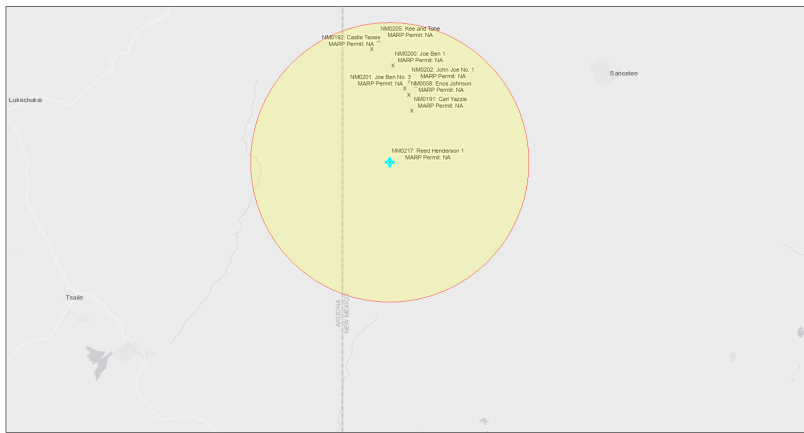 NM0205: Kee and Tohe
MARP Permit: NA
NM0192: Castle Tsosie
MARP Permit: NA
X
NM0200: Joe Ben 1
MARP Permit: NA
X
NM0202: John Joe No. 1
MARP Permit: NA
NM0201: Joe Ben No. 3
MARP Permit: NA
X
NM0058: Enos Johnson
MARP Permit: NA
X
NM0191: Carl Yazzie
MARP Permit: NA
X
NM0217: Reed Henderson 1
MARP Permit: NA
Sanostee
Lukachukai
Tsaile
ARIZONA
NEW MEXICO